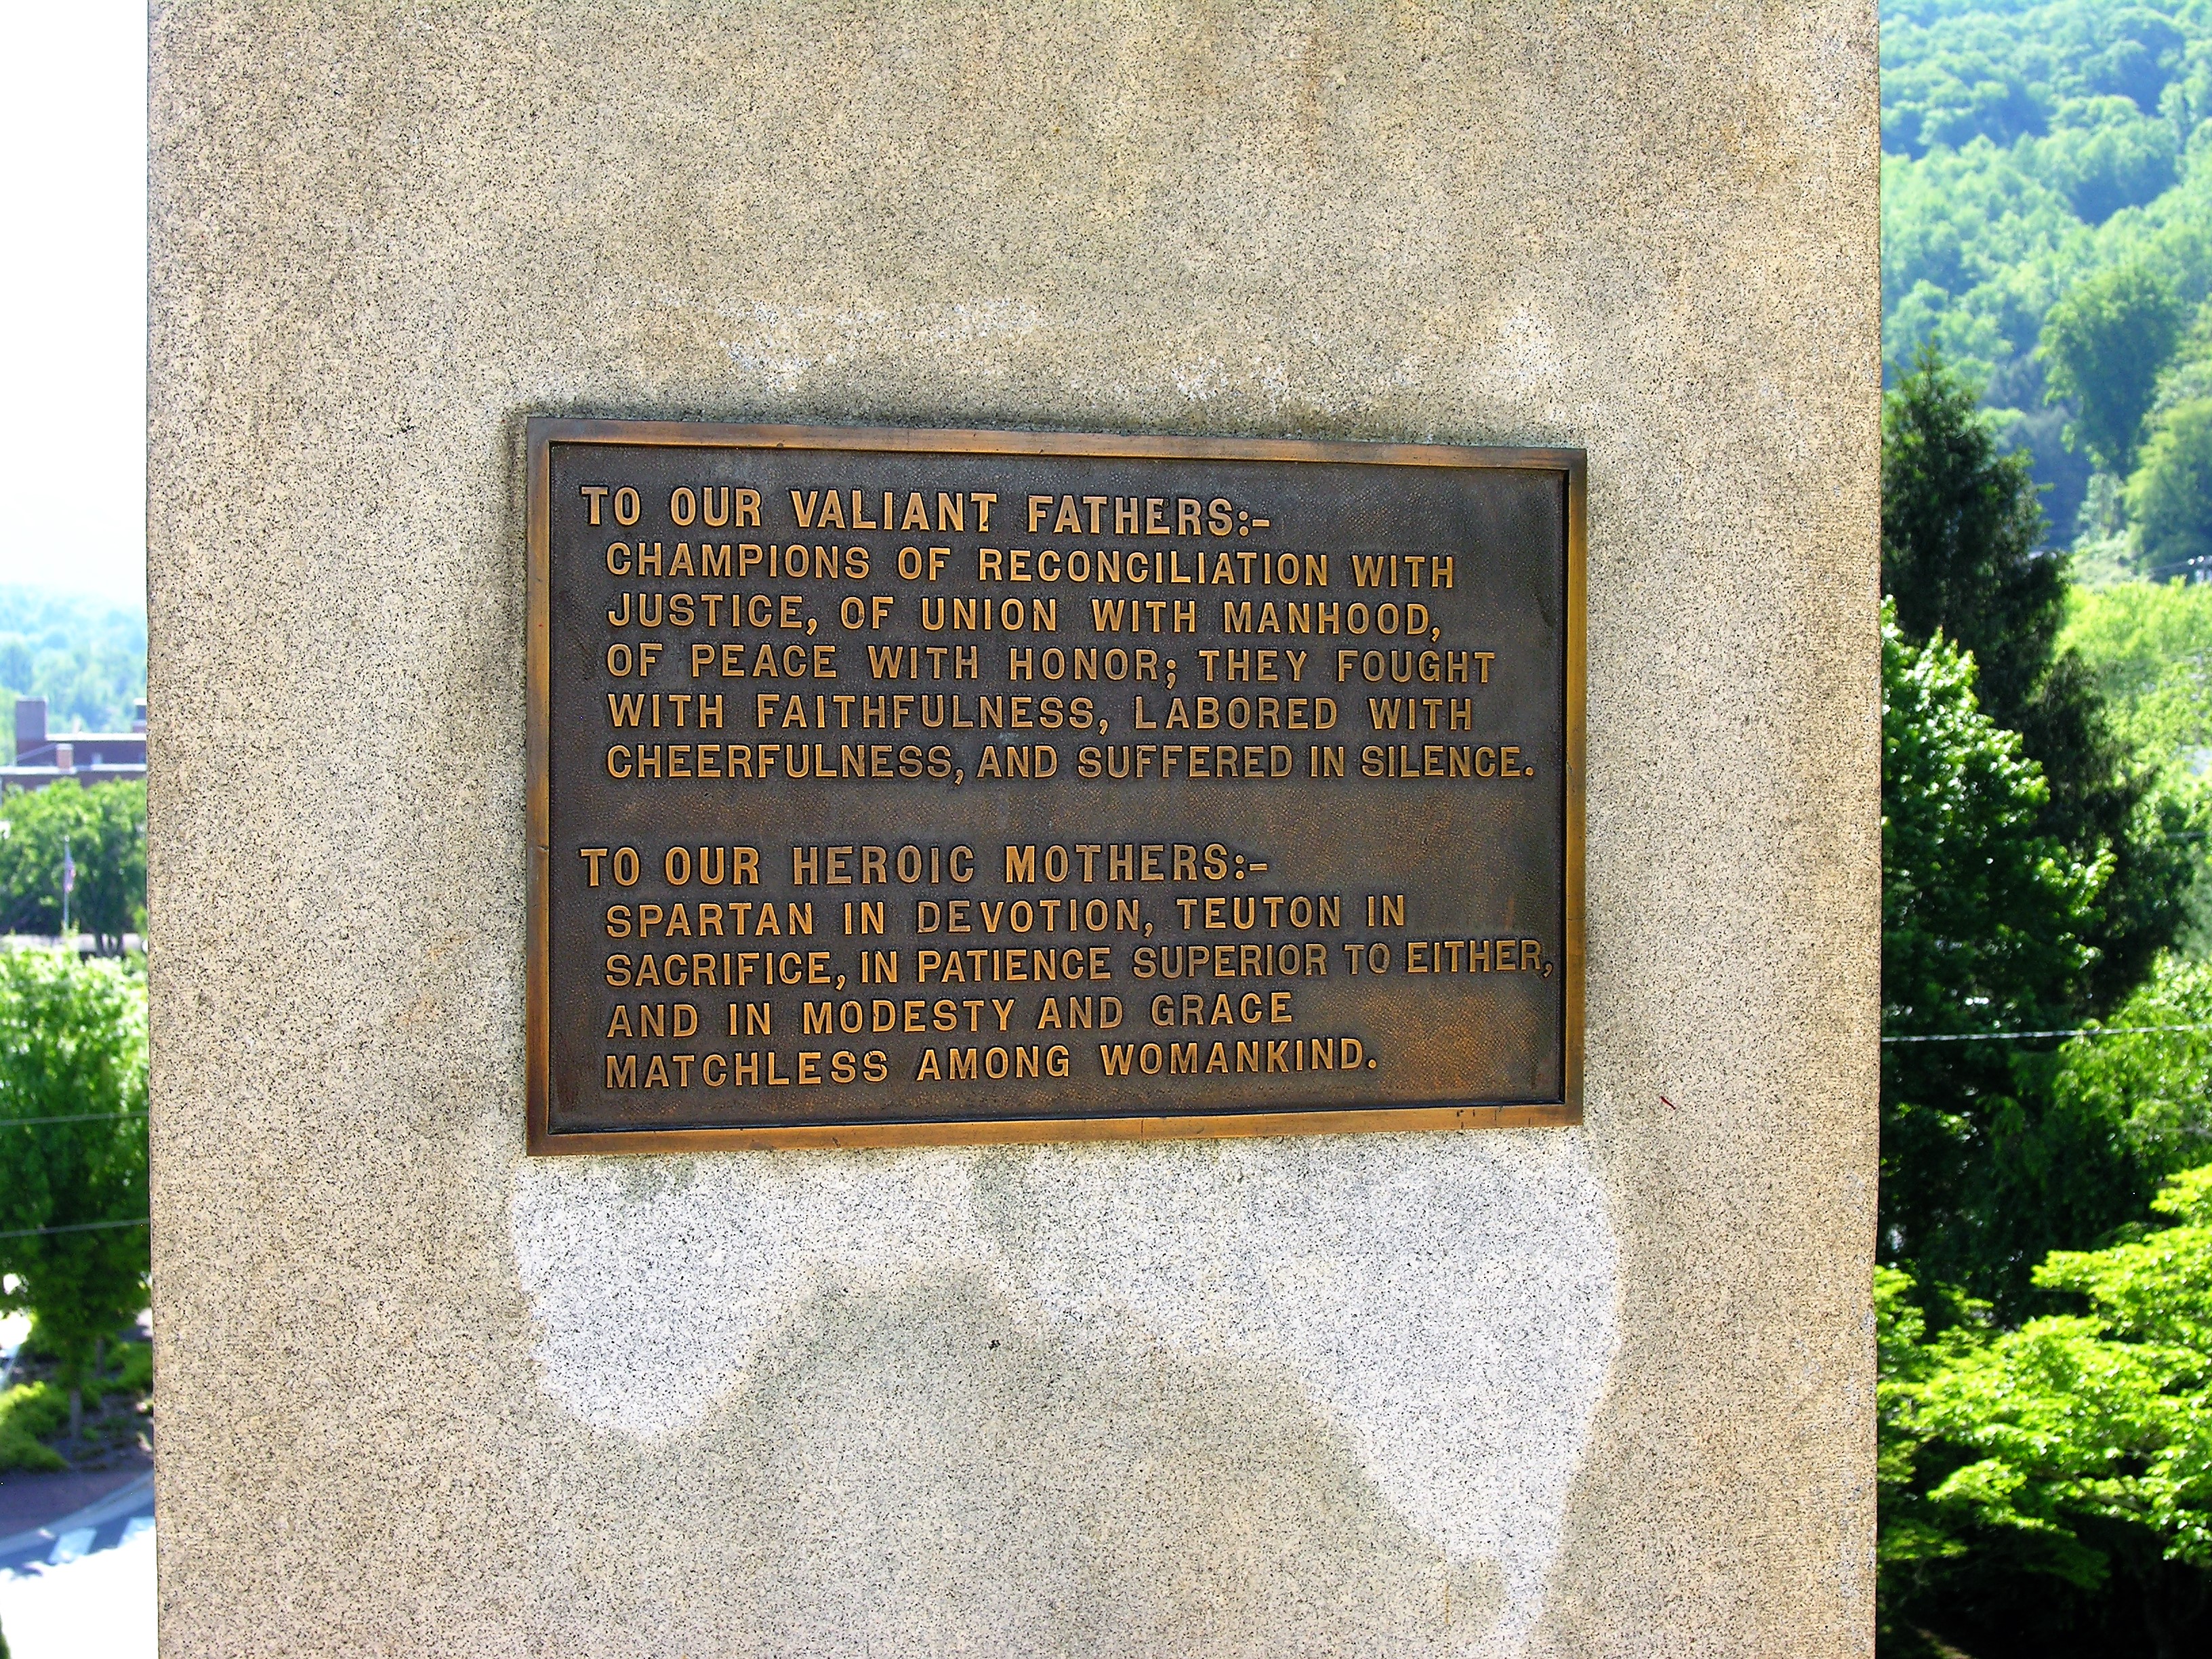 TO OUR VALIANT FATHERS:-
CHAMPIONS OF RECONCILIATION WITH
JUSTICE, OF UNION WITH MANHOOD,
OF PEACE WITH HONOR; THEY FOUGHT
WITH FAITHFULNESS, LABORED WITH
CHEERFULNESS, AND SUFFERED IN SILENCE.
TO OUR HEROIC MOTHERS:-
SPARTAN IN DEVOTION, TEUTON IN
SACRIFICE, IN PATIENCE SUPERIOR TO EITHER,
AND IN MODESTY AND GRACE
MATCHLESS AMONG WOMANKIND.